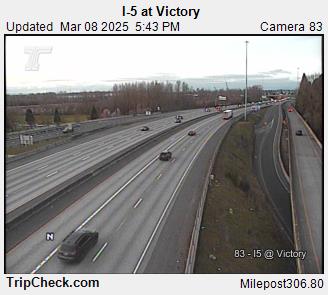 I-5 at Victory
Updated Mar 08 2025 5:43 PM Camera 83
T
N
83 - I5 @ Victory
TripCheck.com Milepost306.80